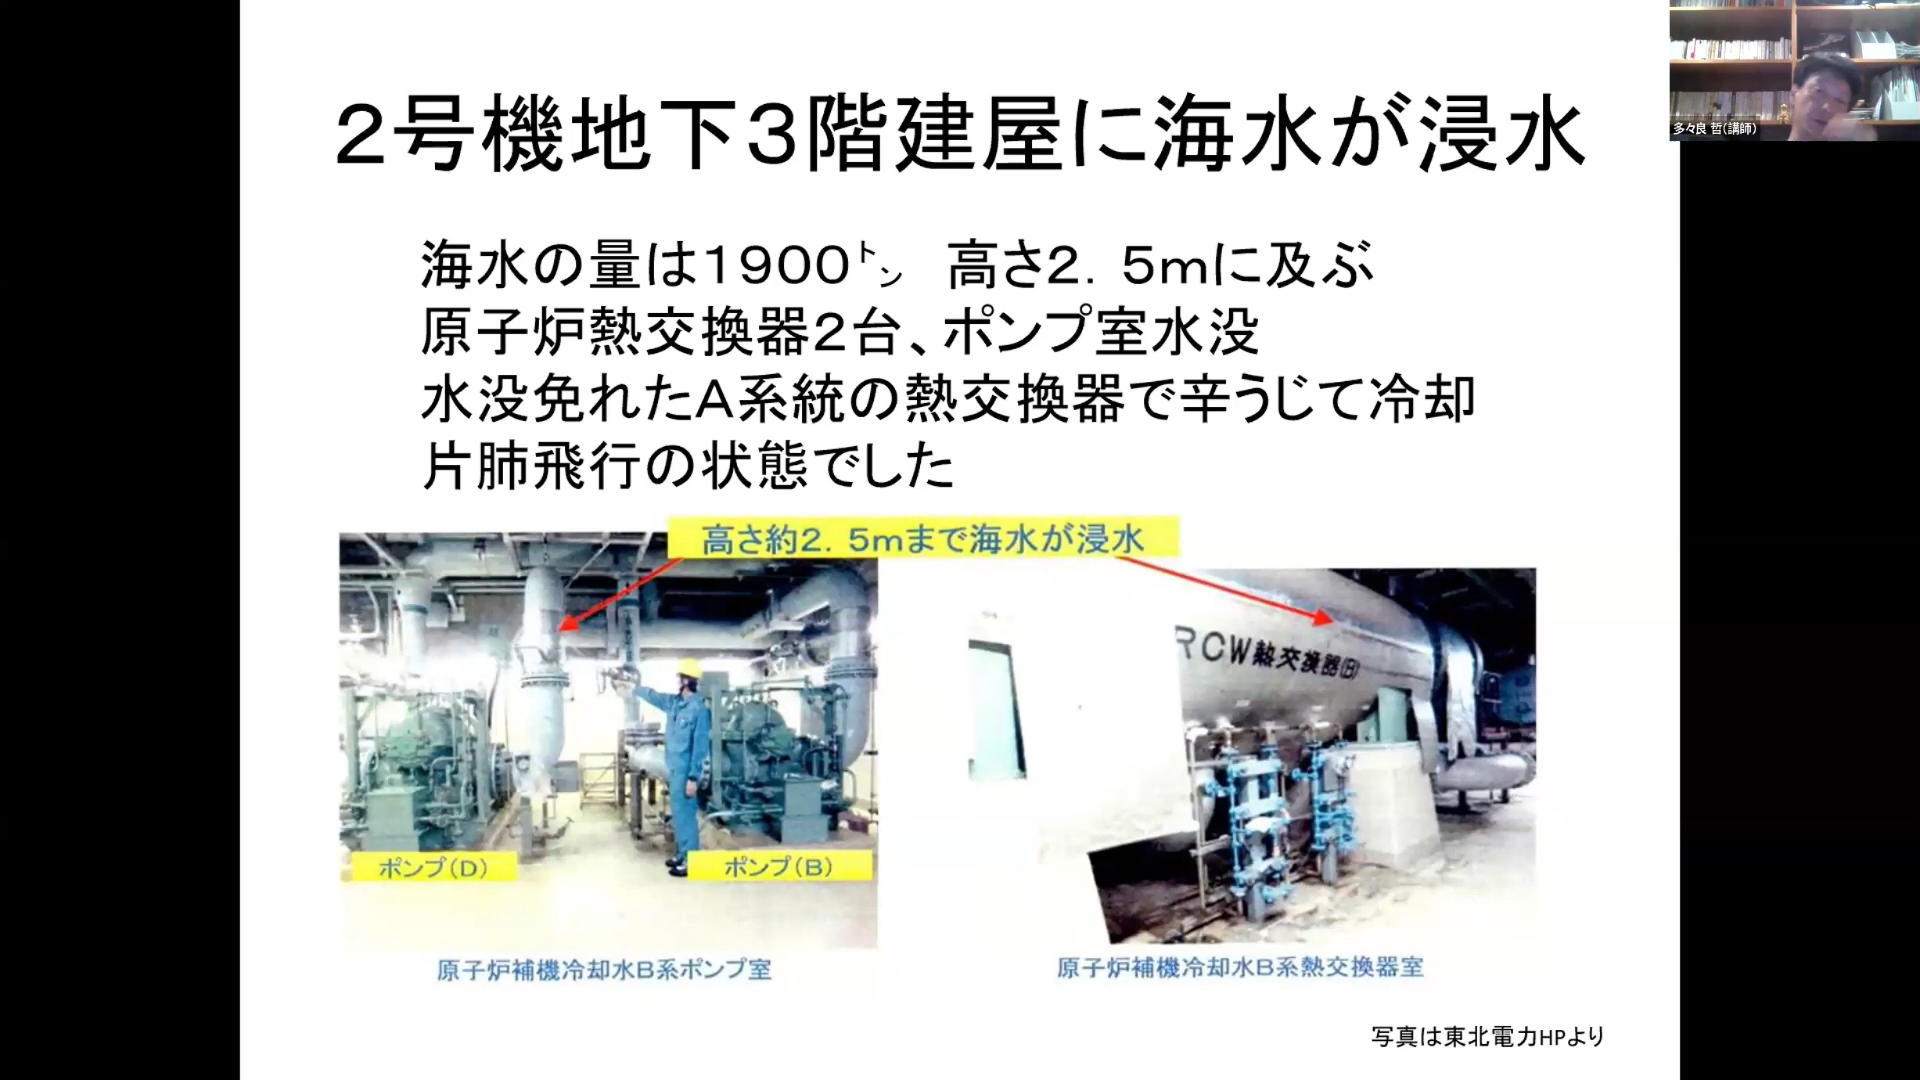 ２号機地下３階建屋に海水が浸水
多々良 哲(講師)
海水の量は１９００㌧　高さ２．５ｍに及ぶ
原子炉熱交換器２台、ポンプ室水没
水没免れたＡ系統の熱交換器で辛うじて冷却
片肺飛行の状態でした
高さ約２．５ｍまで海水が浸水
ＲＣＷ熱交換器(B)
ポンプ（Ｄ）
ポンプ（Ｂ）
原子炉補機冷却水Ｂ系ポンプ室
原子炉補機冷却水Ｂ系熱交換器室
写真は東北電力HPより